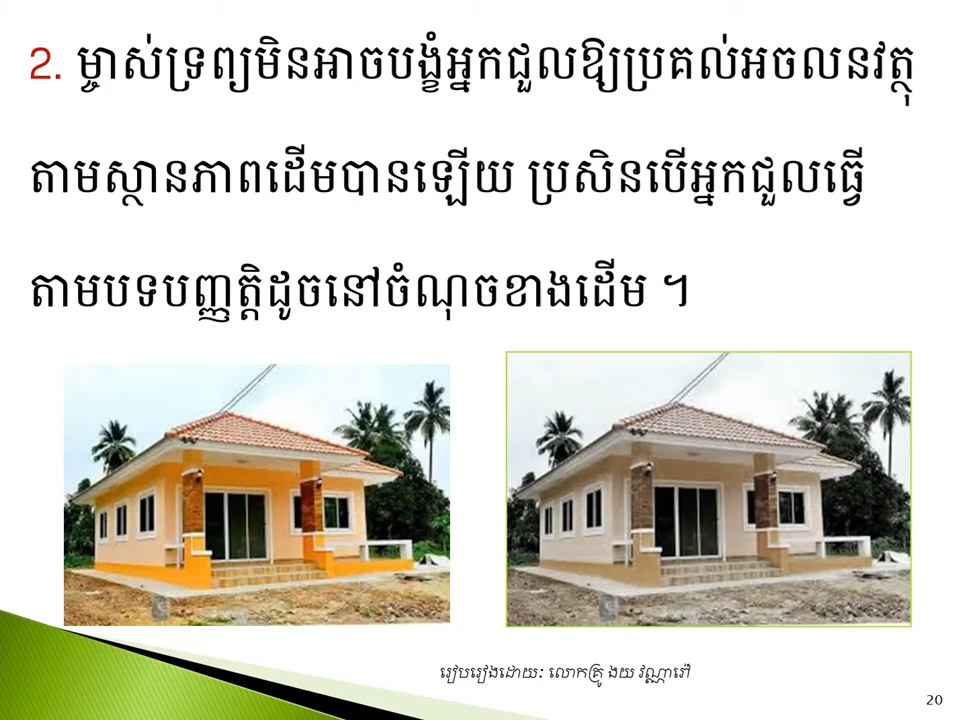 2. ម្ចាស់ទ្រព្យមិនអាចបង្ខំអ្នកជួលឱ្យប្រគល់អចលនវត្ថុ
តាមស្ថានភាពដើមបានឡើយ ប្រសិនបើអ្នកជួលធ្វើ
តាមបទបញ្ញត្តិដូចនៅចំណុចខាងដើម ។
រៀបរៀងដោយ: លោកគ្រូ ងយ វណ្ណារៅ
20